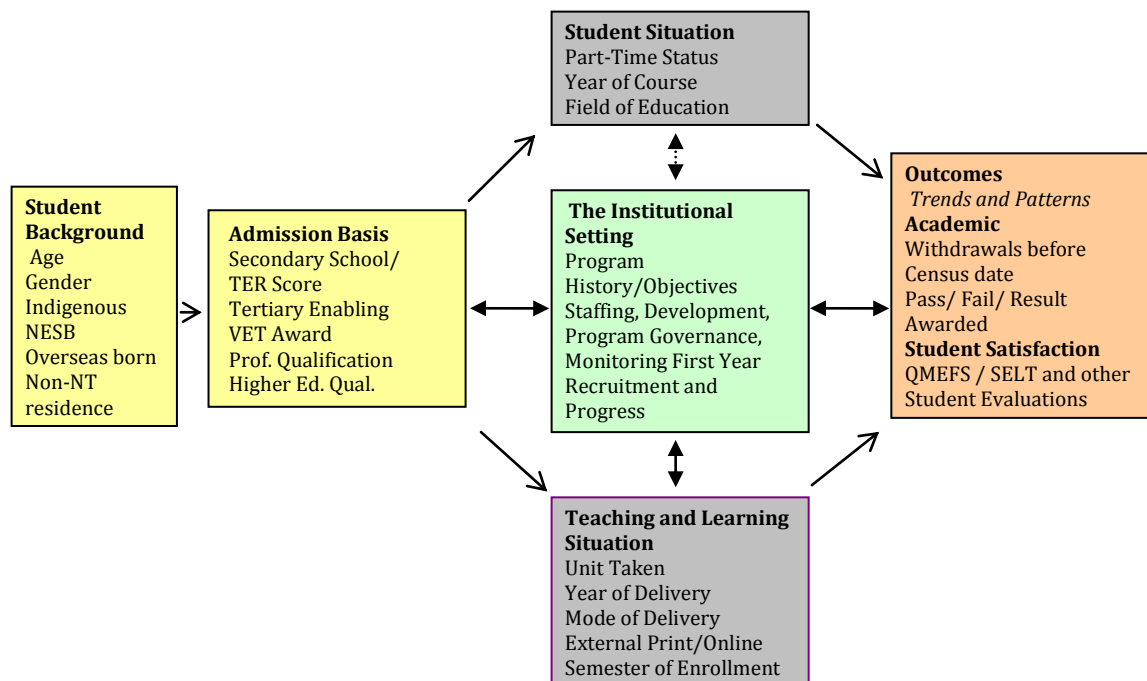 Student Situation
Part-Time Status
Year of Course
Field of Education
Student
Background
Age
Gender
Indigenous
NESB
Overseas born
Non-NT
residence
Admission Basis
Secondary School/
TER Score
Tertiary Enabling
VET Award
Prof. Qualification
Higher Ed. Qual.
The Institutional
Setting
Program
History/Objectives
Staffing, Development,
Program Governance,
Monitoring First Year
Recruitment and
Progress
Outcomes
Trends and Patterns
Academic
Withdrawals before
Census date
Pass/ Fail/ Result
Awarded
Student Satisfaction
QMEFS / SELT and other
Student Evaluations
Teaching and Learning
Situation
Unit Taken
Year of Delivery
Mode of Delivery
External Print/Online
Semester of Enrollment